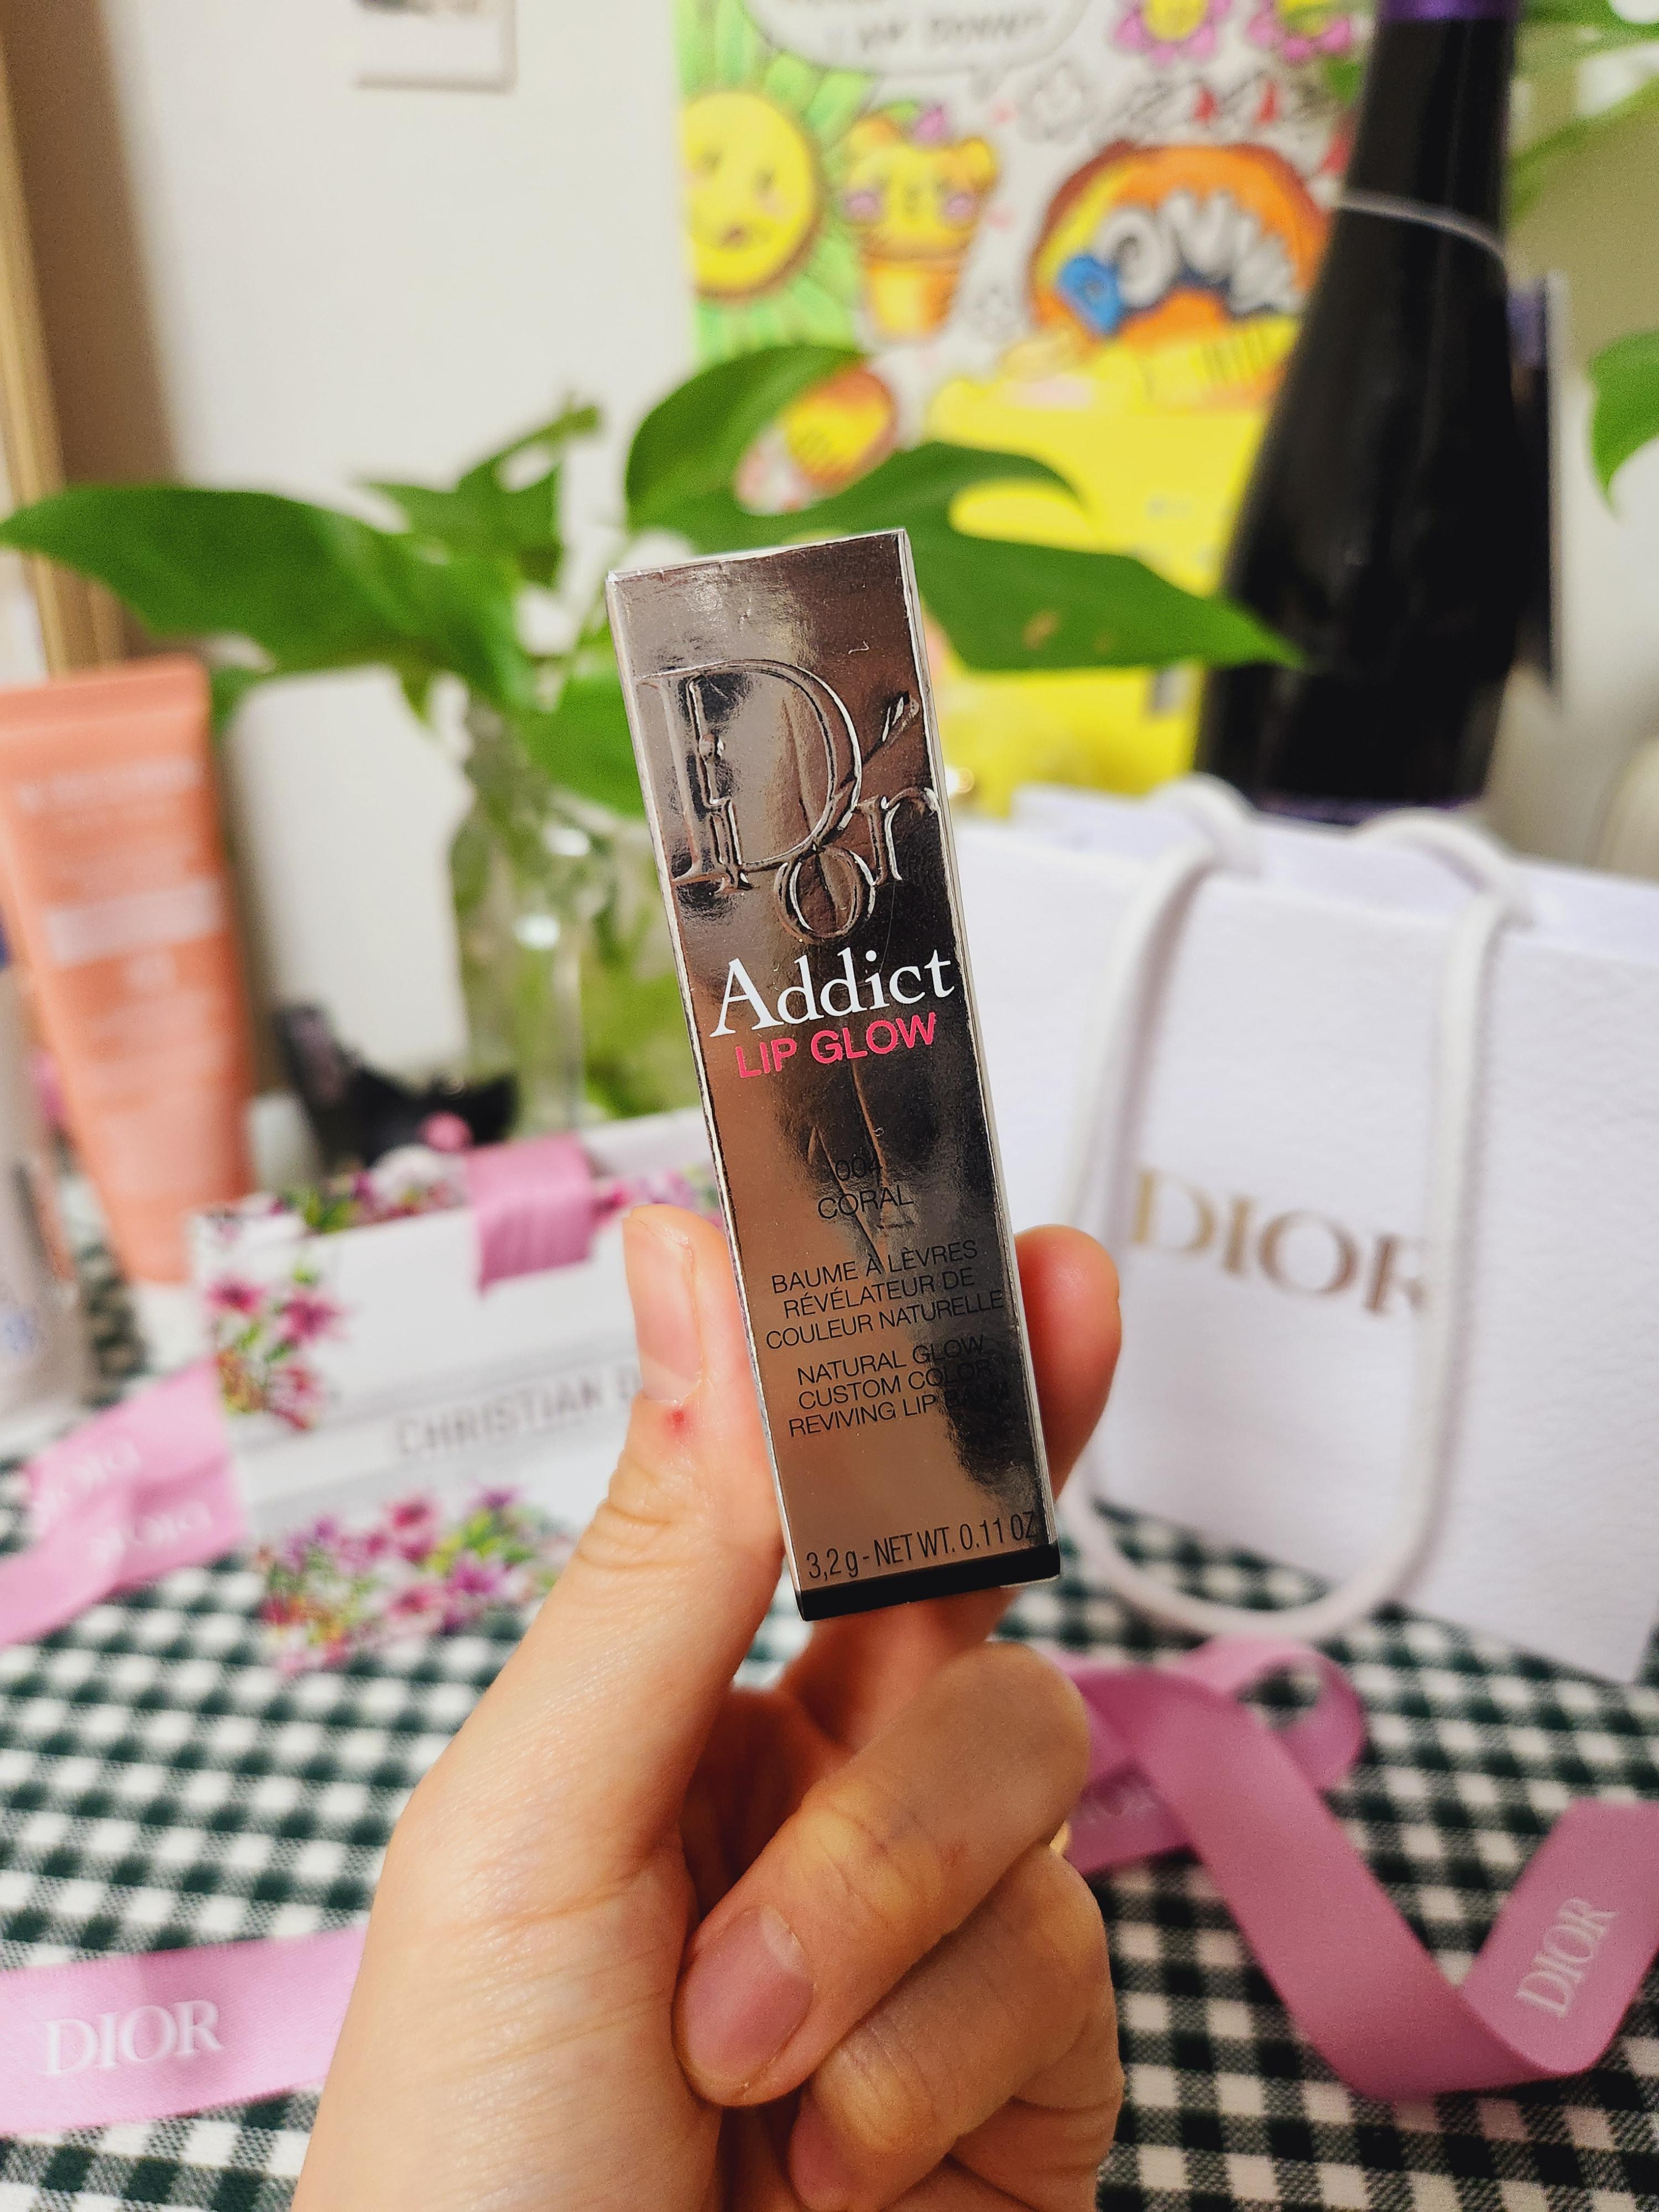 Dior
Addict
LIP GLOW
004
CORAL
BAUME À LÈVRES
RÉVÉLATEUR DE
COULEUR NATURELLE
NATURAL GLOW
CUSTOM COLOR
REVIVING LIP BALM
3,2 g - NET WT. 0.11 OZ
DIOR
CHRISTIAN
DIOR
DIOR